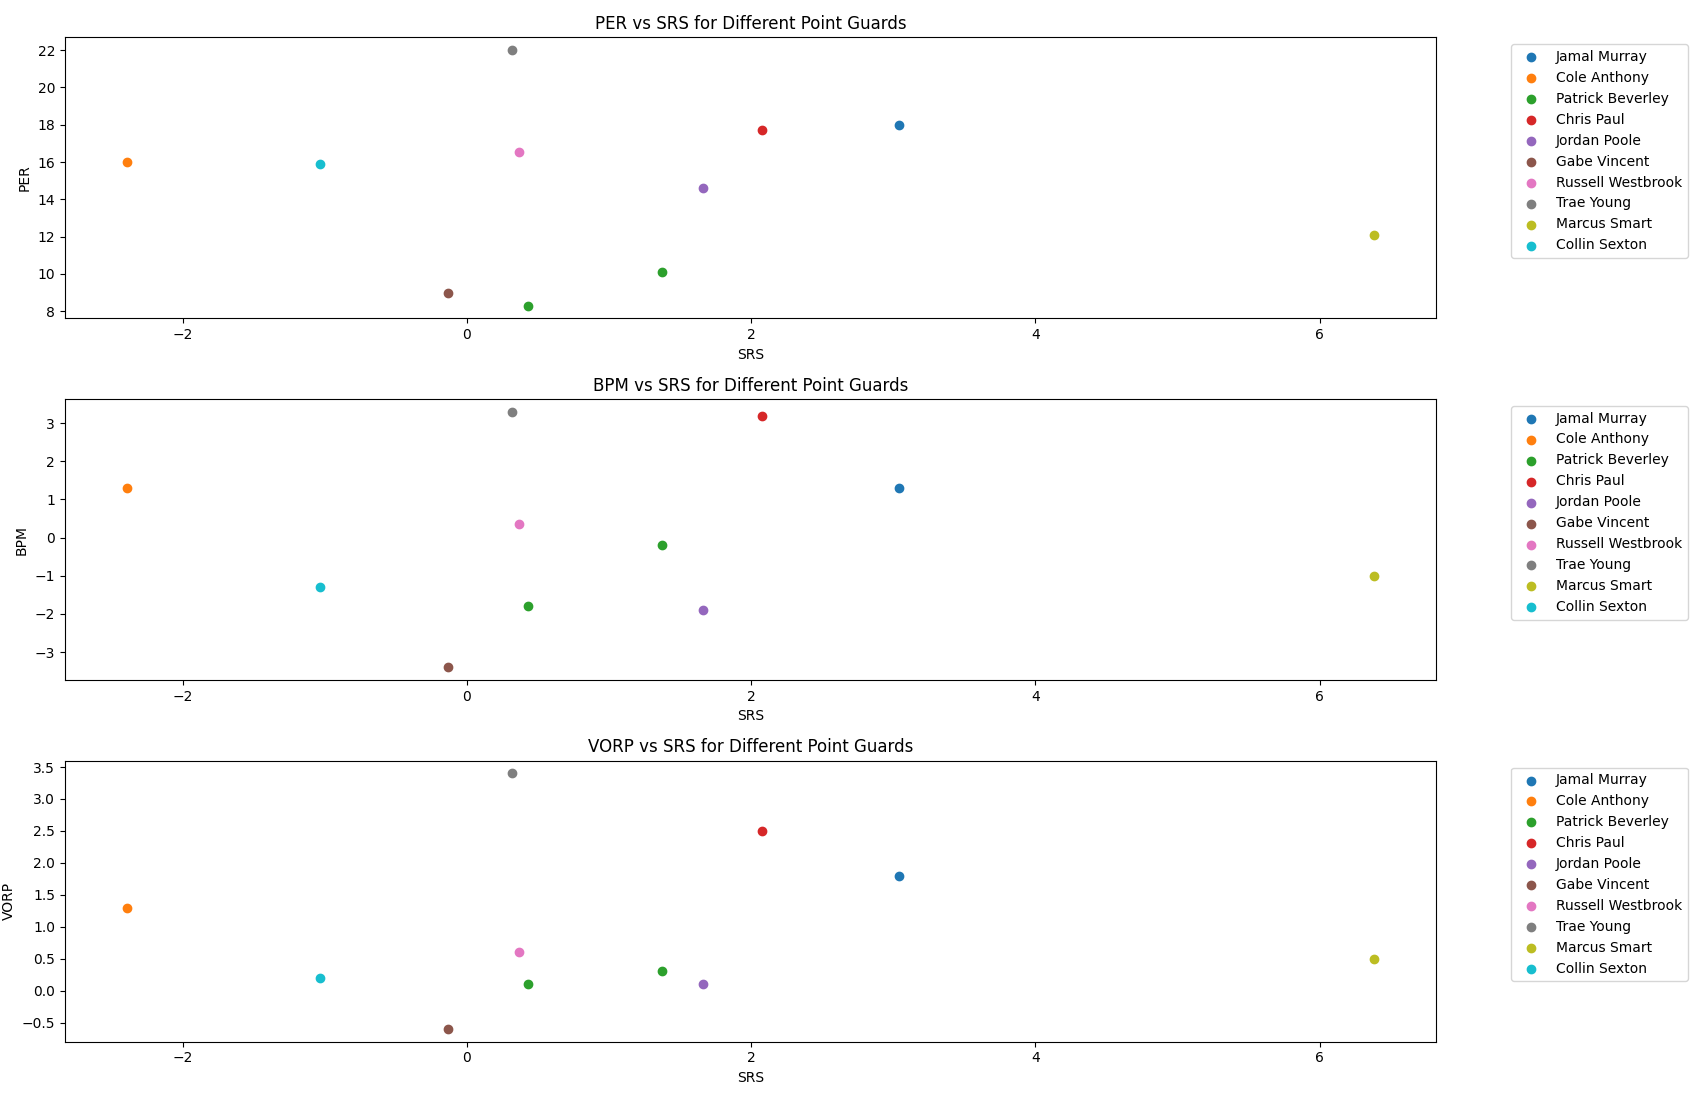 PER vs SRS for Different Point Guards
PER
22
20
18
16
14
12
10
8
−2
0
2
4
6
SRS
Jamal Murray
Cole Anthony
Patrick Beverley
Chris Paul
Jordan Poole
Gabe Vincent
Russell Westbrook
Trae Young
Marcus Smart
Collin Sexton
BPM vs SRS for Different Point Guards
BPM
3
2
1
0
−1
−2
−3
−2
0
2
4
6
SRS
Jamal Murray
Cole Anthony
Patrick Beverley
Chris Paul
Jordan Poole
Gabe Vincent
Russell Westbrook
Trae Young
Marcus Smart
Collin Sexton
VORP vs SRS for Different Point Guards
VORP
3.5
3.0
2.5
2.0
1.5
1.0
0.5
0.0
−0.5
−2
0
2
4
6
SRS
Jamal Murray
Cole Anthony
Patrick Beverley
Chris Paul
Jordan Poole
Gabe Vincent
Russell Westbrook
Trae Young
Marcus Smart
Collin Sexton